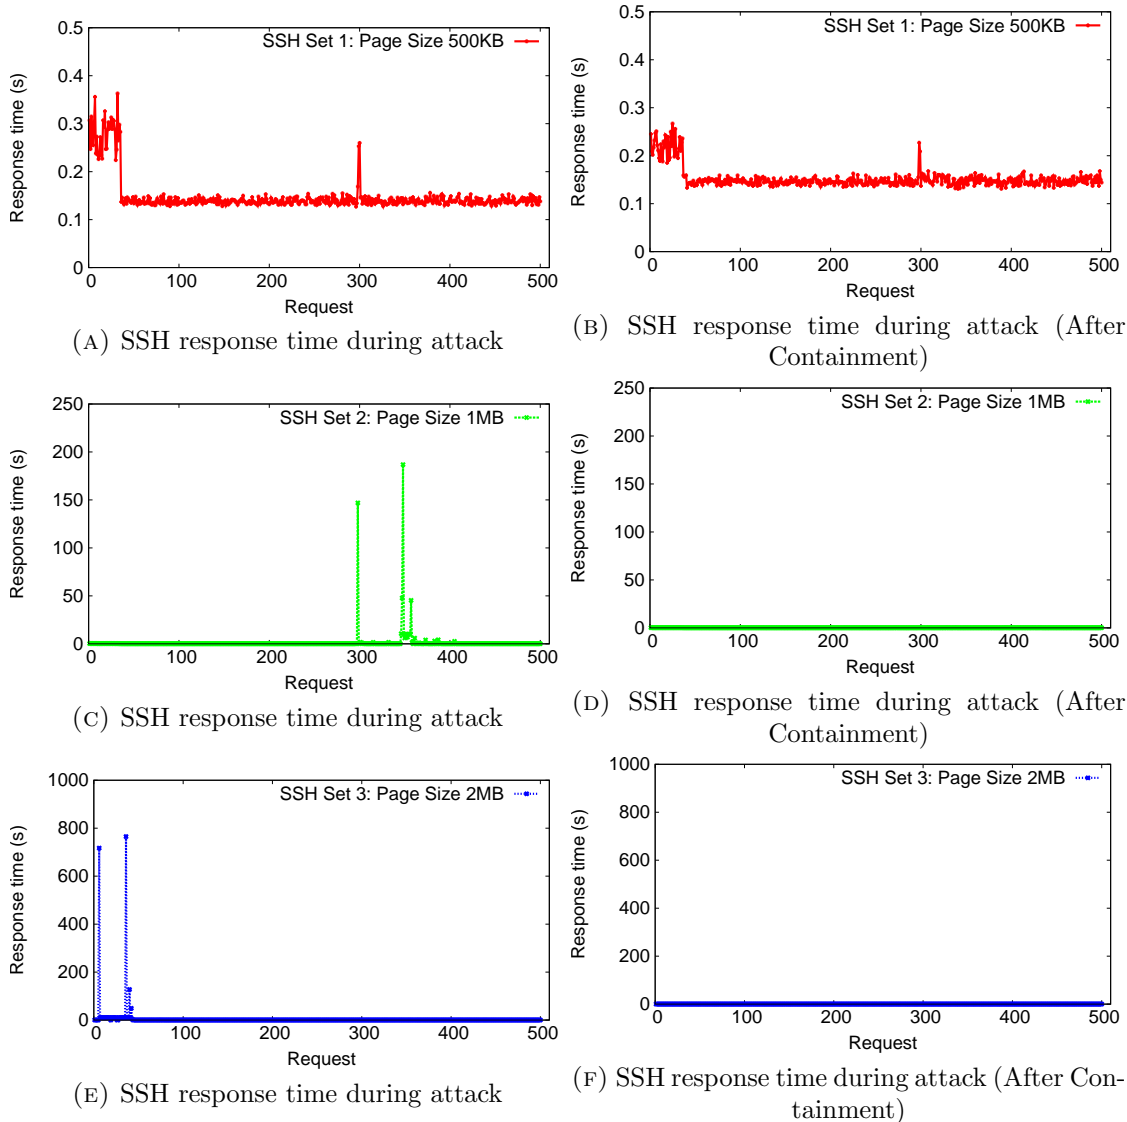 0.5
0.4
0.3
0.2
0.1
0
Response time (s)
SSH Set 1: Page Size 500KB
0 100 200 300 400 500
Request
(A) SSH response time during attack
0.5
0.4
0.3
0.2
0.1
0
Response time (s)
SSH Set 1: Page Size 500KB
0 100 200 300 400 500
Request
(B) SSH response time during attack (After
Containment)
250
200
150
100
50
0
Response time (s)
SSH Set 2: Page Size 1MB
0 100 200 300 400 500
Request
(C) SSH response time during attack
250
200
150
100
50
0
Response time (s)
SSH Set 2: Page Size 1MB
0 100 200 300 400 500
Request
(D) SSH response time during attack (After
Containment)
1000
800
600
400
200
0
Response time (s)
SSH Set 3: Page Size 2MB
0 100 200 300 400 500
Request
(E) SSH response time during attack
1000
800
600
400
200
0
Response time (s)
SSH Set 3: Page Size 2MB
0 100 200 300 400 500
Request
(F) SSH response time during attack (After Con-
tainment)